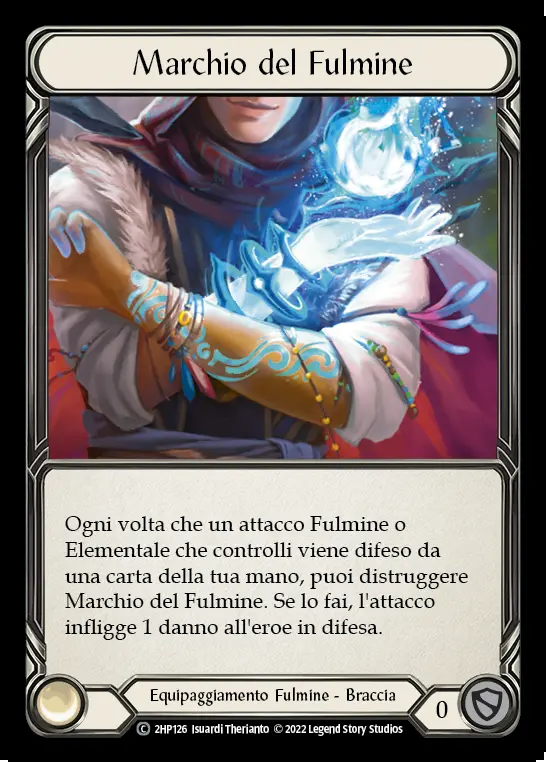 Marchio del Fulmine
Ogni volta che un attacco Fulmine o
Elementale che controlli viene difeso da
una carta della tua mano, puoi distruggere
Marchio del Fulmine. Se lo fai, l'attacco
infligge 1 danno all'eroe in difesa.
Equipaggiamento Fulmine - Braccia
0
C 2HP126 Isuardi Therianto © 2022 Legend Story Studios